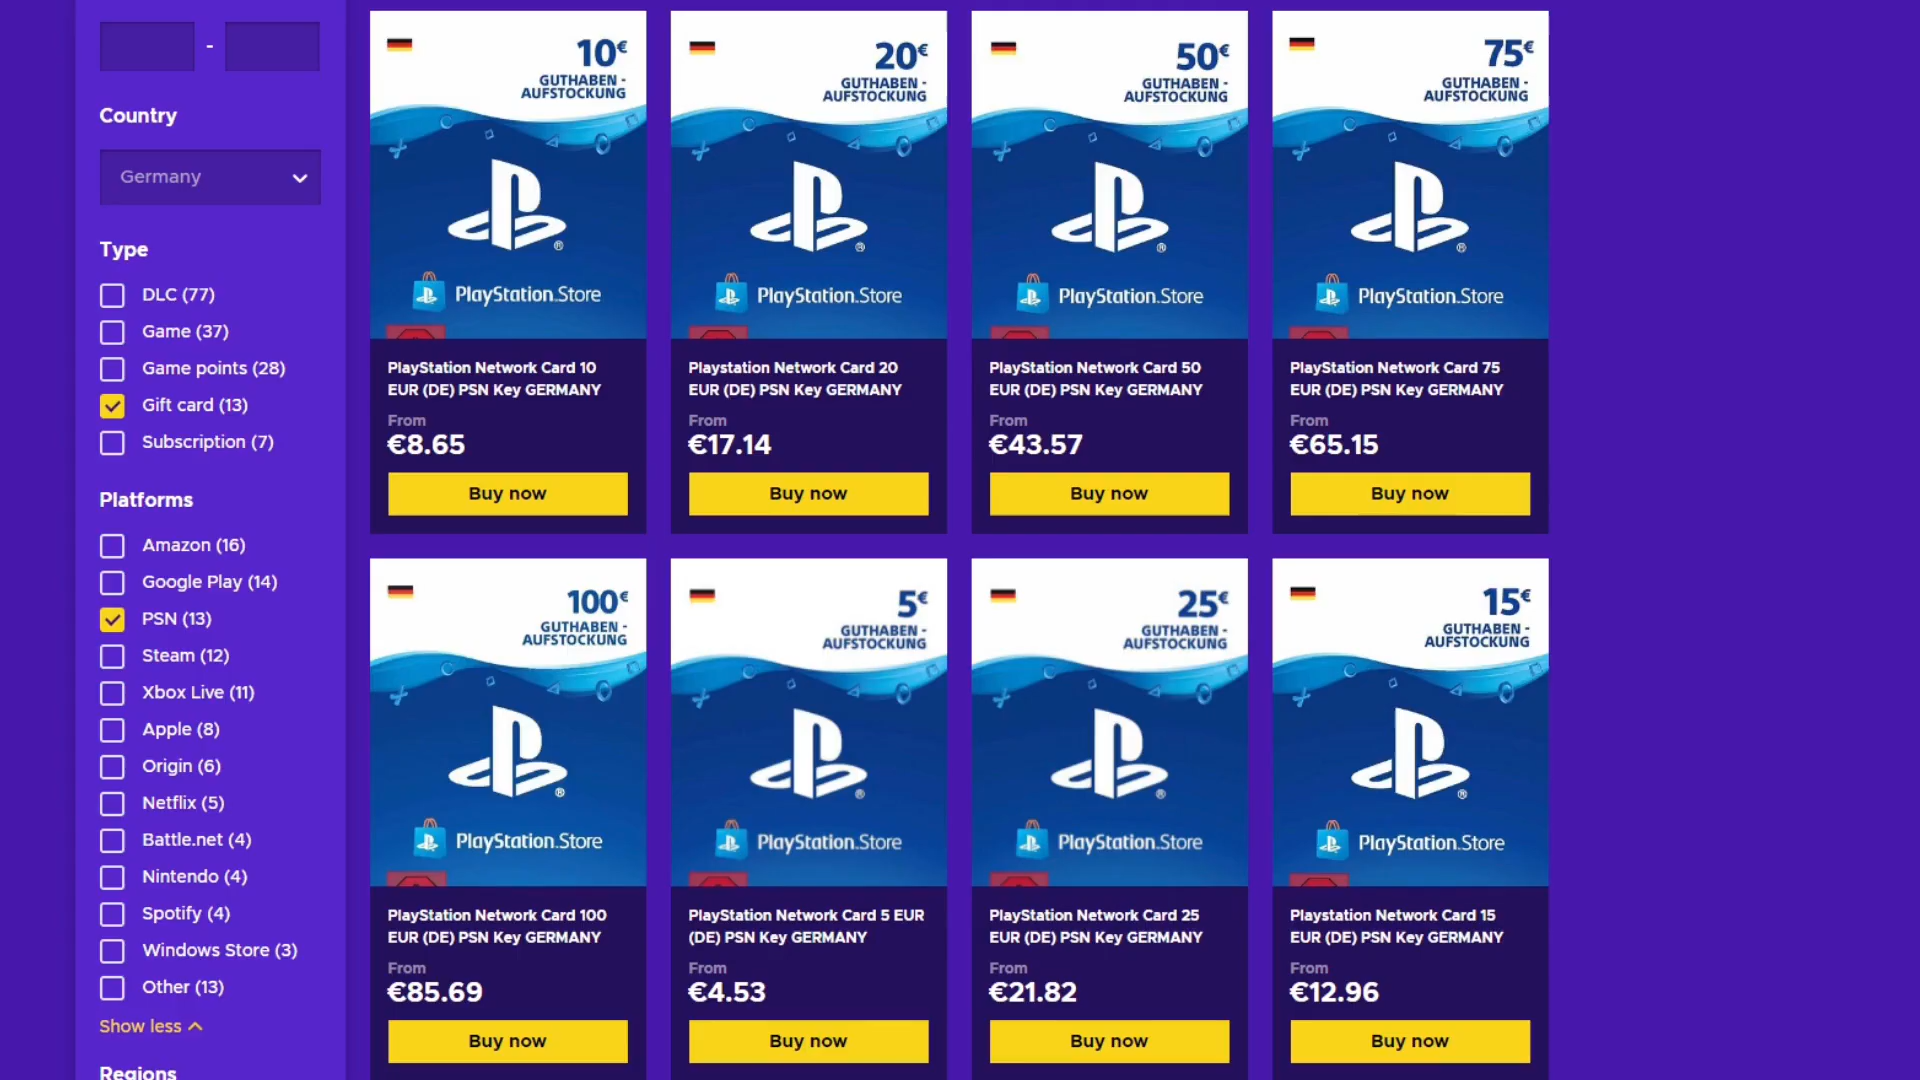 -
Country
Germany
Type
DLC (77)
Game (37)
Game points (28)
Gift card (13)
Subscription (7)
Platforms
Amazon (16)
Google Play (14)
PSN (13)
Steam (12)
Xbox Live (11)
Apple (8)
Origin (6)
Netflix (5)
Battle.net (4)
Nintendo (4)
Spotify (4)
Windows Store (3)
Other (13)
Show less
Regions
10€
GUTHABEN -
AUFSTOCKUNG
®
PlayStation.Store
PlayStation Network Card 10
EUR (DE) PSN Key GERMANY
From
€8.65
Buy now
20€
GUTHABEN -
AUFSTOCKUNG
®
PlayStation.Store
Playstation Network Card 20
EUR (DE) PSN Key GERMANY
From
€17.14
Buy now
50€
GUTHABEN -
AUFSTOCKUNG
®
PlayStation.Store
PlayStation Network Card 50
EUR (DE) PSN Key GERMANY
From
€43.57
Buy now
75€
GUTHABEN -
AUFSTOCKUNG
®
PlayStation.Store
PlayStation Network Card 75
EUR (DE) PSN Key GERMANY
From
€65.15
Buy now
100€
GUTHABEN -
AUFSTOCKUNG
®
PlayStation.Store
PlayStation Network Card 100
EUR (DE) PSN Key GERMANY
From
€85.69
Buy now
5€
GUTHABEN -
AUFSTOCKUNG
®
PlayStation.Store
PlayStation Network Card 5 EUR
(DE) PSN Key GERMANY
From
€4.53
Buy now
25€
GUTHABEN -
AUFSTOCKUNG
®
PlayStation.Store
PlayStation Network Card 25
EUR (DE) PSN Key GERMANY
From
€21.82
Buy now
15€
GUTHABEN -
AUFSTOCKUNG
®
PlayStation.Store
Playstation Network Card 15
EUR (DE) PSN Key GERMANY
From
€12.96
Buy now